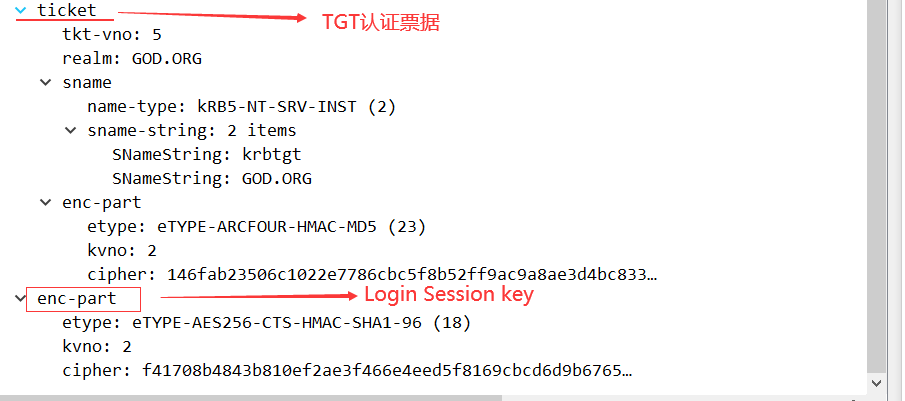 ticket
TGT认证票据
tkt-vno: 5
realm: GOD.ORG
sname
name-type: kRB5-NT-SRV-INST (2)
sname-string: 2 items
SNameString: krbtgt
SNameString: GOD.ORG
enc-part
etype: eTYPE-ARCFOUR-HMAC-MD5 (23)
kvno: 2
cipher: 146fab23506c1022e7786cbc5f8b52ff9ac9a8ae3d4bc833…
enc-part
Login Session key
etype: eTYPE-AES256-CTS-HMAC-SHA1-96 (18)
kvno: 2
cipher: f41708b4843b810ef2ae3f466e4eed5f8169cbcd6d9b6765…